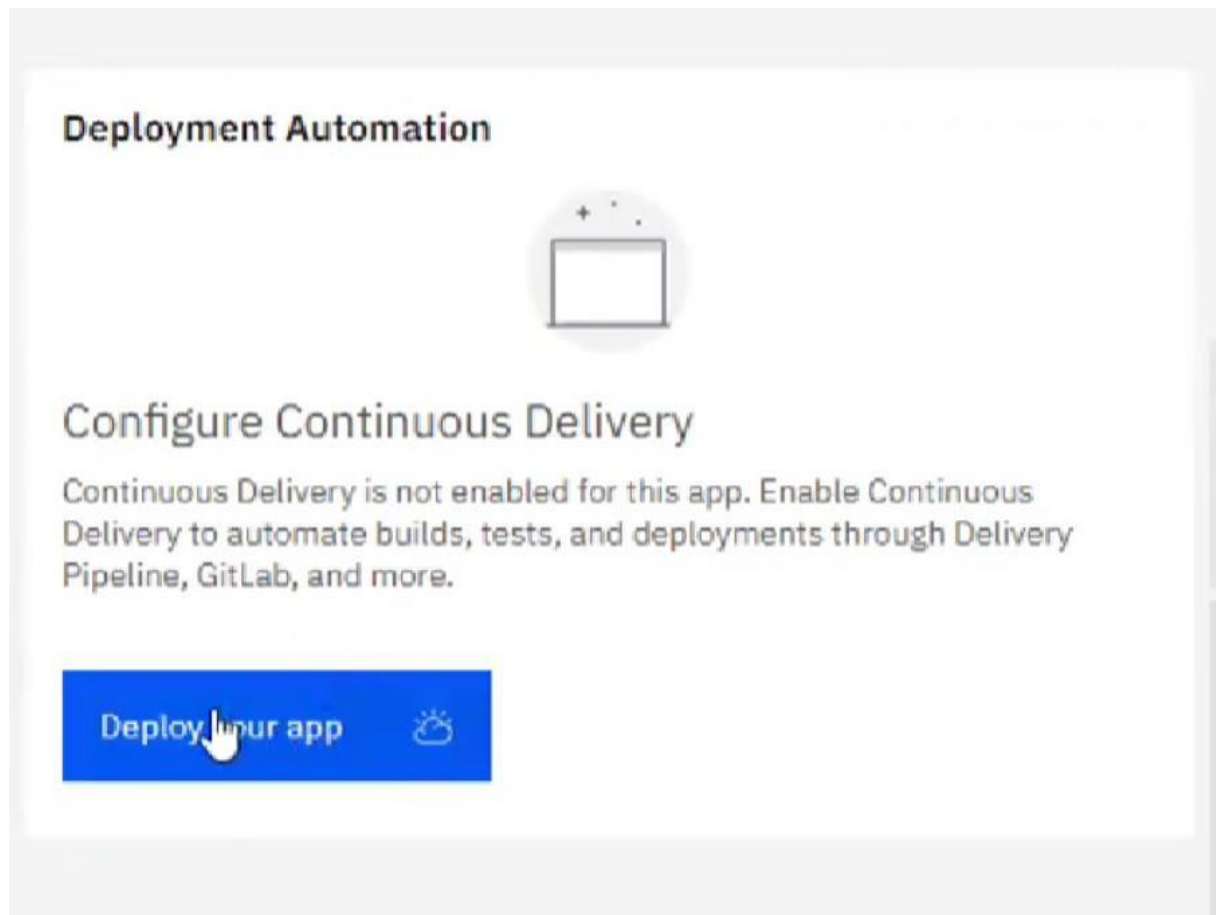 Deployment Automation
Configure Continuous Delivery
Continuous Delivery is not enabled for this app. Enable Continuous
Delivery to automate builds, tests, and deployments through Delivery
Pipeline, GitLab, and more.
Deploy your app